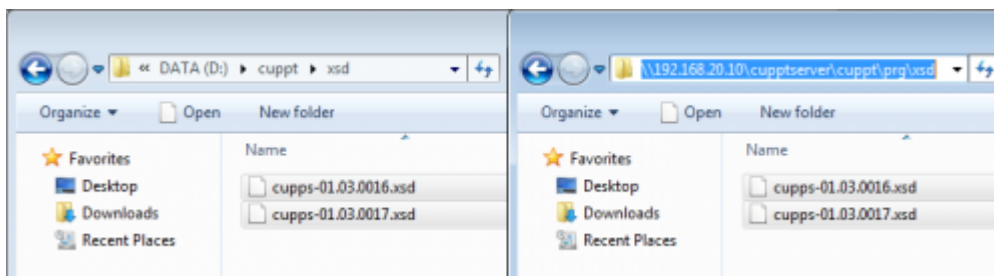 « DATA (D:) ▸ cuppt ▸ xsd
Organize Open New folder
Favorites
Desktop
Downloads
Recent Places
Name
cupps-01.03.0016.xsd
cupps-01.03.0017.xsd
\\192.168.20.10\cupptserver\cuppt\prg\xsd
Organize Open New folder
Favorites
Desktop
Downloads
Recent Places
Name
cupps-01.03.0016.xsd
cupps-01.03.0017.xsd